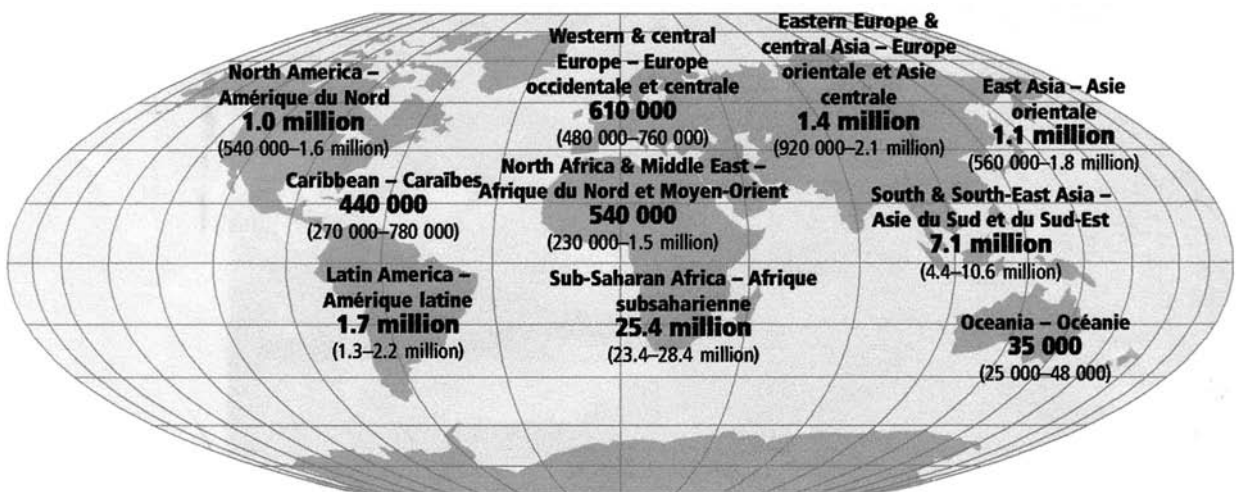 North America –
Amérique du Nord
1.0 million
(540 000–1.6 million)
Western & central
Europe – Europe
occidentale et centrale
610 000
(480 000–760 000)
Eastern Europe &
central Asia – Europe
orientale et Asie
centrale
1.4 million
(920 000–2.1 million)
East Asia – Asie
orientale
1.1 million
(560 000–1.8 million)
Caribbean – Caraïbes
440 000
(270 000–780 000)
North Africa & Middle East –
Afrique du Nord et Moyen-Orient
540 000
(230 000–1.5 million)
South & South-East Asia –
Asie du Sud et du Sud-Est
7.1 million
(4.4–10.6 million)
Latin America –
Amérique latine
1.7 million
(1.3–2.2 million)
Sub-Saharan Africa – Afrique
subsaharienne
25.4 million
(23.4–28.4 million)
Oceania – Océanie
35 000
(25 000–48 000)